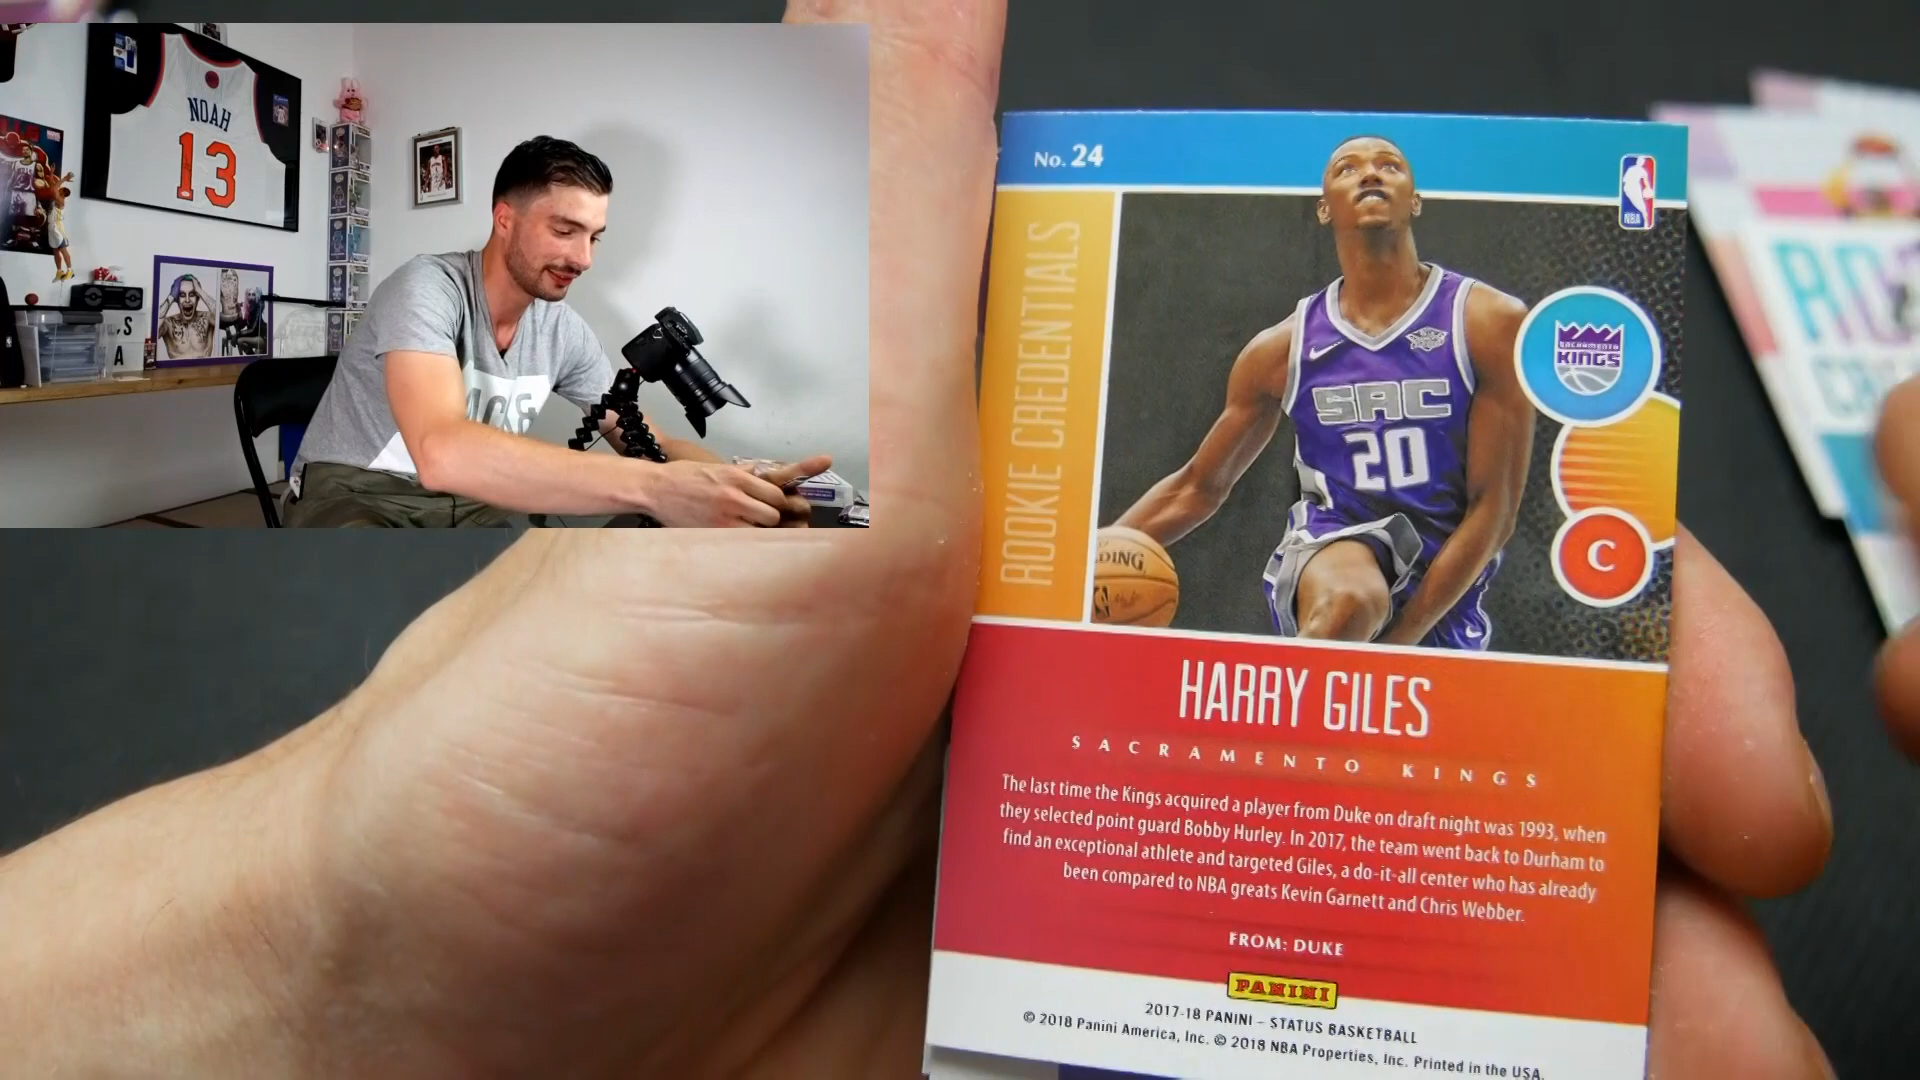 NOAH
13
No. 24
NBA
ROOKIE CREDENTIALS
SACRAMENTO
KINGS
SAC
20
DING
C
HARRY GILES
SACRAMENTO KINGS
The last time the Kings acquired a player from Duke on draft night was 1993, when
they selected point guard Bobby Hurley. In 2017, the team went back to Durham to
find an exceptional athlete and targeted Giles, a do-it-all center who has already
been compared to NBA greats Kevin Garnett and Chris Webber.
FROM: DUKE
PANINI
2017-18 PANINI – STATUS BASKETBALL
© 2018 Panini America, Inc. © 2018 NBA Properties, Inc. Printed in the USA.